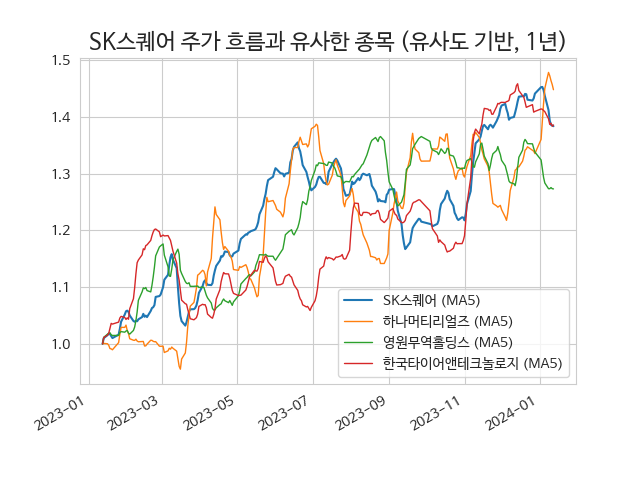 SK스퀘어 주가 흐름과 유사한 종목 (유사도 기반, 1년)
1.5
1.4
1.3
1.2
1.1
1.0
SK스퀘어 (MA5)
하나머티리얼즈 (MA5)
영원무역홀딩스 (MA5)
한국타이어앤테크놀로지 (MA5)
2023-01
2023-03
2023-05
2023-07
2023-09
2023-11
2024-01